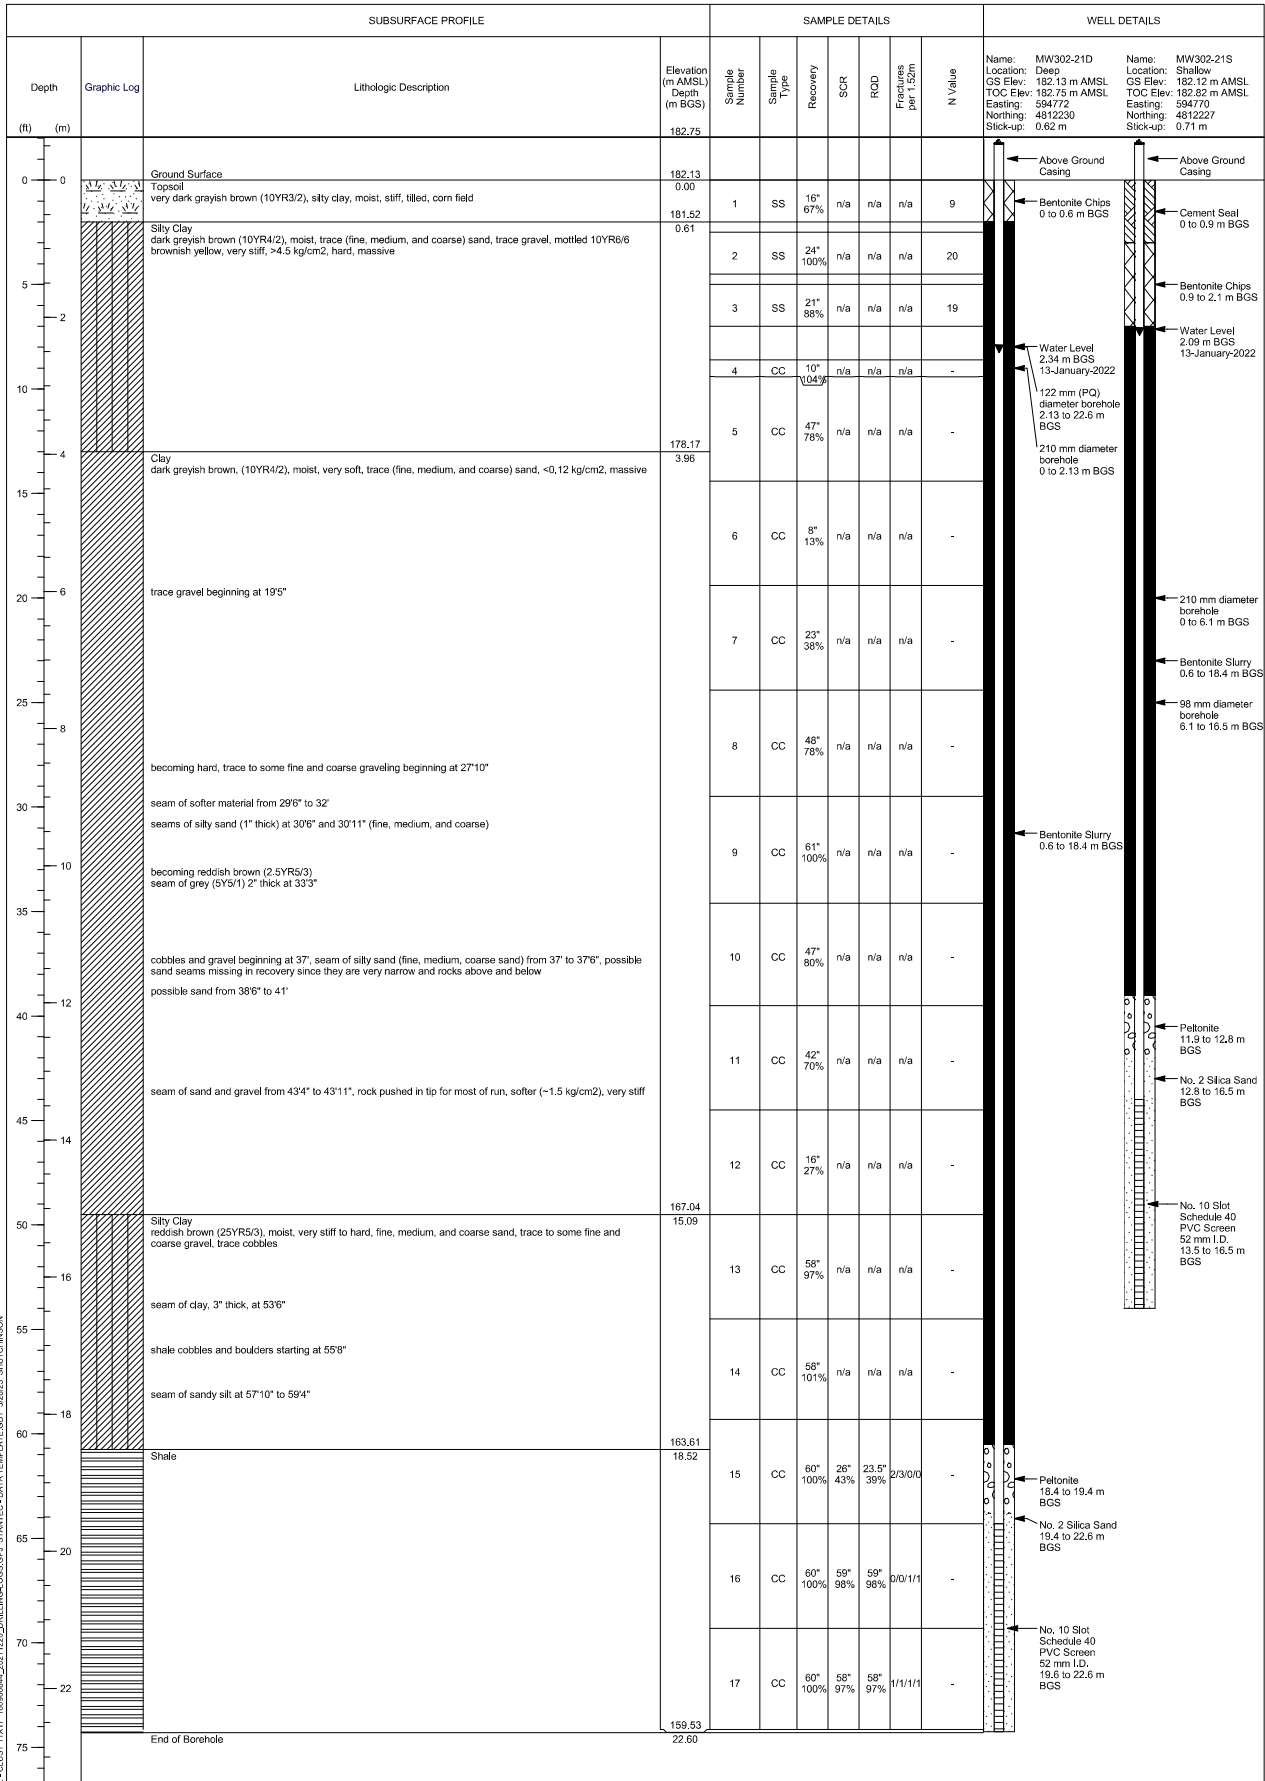 SUBSURFACE PROFILE
SAMPLE DETAILS
WELL DETAILS
Depth
(ft)
(m)
Graphic Log
Lithologic Description
Elevation
(m AMSL)
Depth
(m BGS)
182.75
Sample
Number
Sample
Type
Recovery
SCR
RQD
Fractures
per 1.52m
N Value
Name: MW302-21D
Location: Deep
GS Elev: 182.13 m AMSL
TOC Elev: 182.75 m AMSL
Easting: 594772
Northing: 4812230
Stick-up: 0.62 m
Name: MW302-21S
Location: Shallow
GS Elev: 182.12 m AMSL
TOC Elev: 182.82 m AMSL
Easting: 594770
Northing: 4812227
Stick-up: 0.71 m
0
5
10
15
20
25
30
35
40
45
50
55
60
65
70
75
0
2
4
6
8
10
12
14
16
18
20
22
Ground Surface 182.13
Topsoil 0.00
very dark grayish brown (10YR3/2), silty clay, moist, stiff, tilled, corn field
181.52
Silty Clay 0.61
dark greyish brown (10YR4/2), moist, trace (fine, medium, and coarse) sand, trace gravel, mottled 10YR6/6
brownish yellow, very stiff, >4.5 kg/cm2, hard, massive
178.17
Clay 3.96
dark greyish brown, (10YR4/2), moist, very soft, trace (fine, medium, and coarse) sand, <0.12 kg/cm2, massive
trace gravel beginning at 19'5"
becoming hard, trace to some fine and coarse graveling beginning at 27'10"
seam of softer material from 29'6" to 32'
seams of silty sand (1" thick) at 30'6" and 30'11" (fine, medium, and coarse)
becoming reddish brown (2.5YR5/3)
seam of grey (5Y5/1) 2" thick at 33'3"
cobbles and gravel beginning at 37', seam of silty sand (fine, medium, coarse sand) from 37' to 37'6", possible
sand seams missing in recovery since they are very narrow and rocks above and below
possible sand from 38'6" to 41'
seam of sand and gravel from 43'4" to 43'11", rock pushed in tip for most of run, softer (~1.5 kg/cm2), very stiff
167.04
Silty Clay 15.09
reddish brown (25YR5/3), moist, very stiff to hard, fine, medium, and coarse sand, trace to some fine and
coarse gravel, trace cobbles
seam of clay, 3" thick, at 53'6"
shale cobbles and boulders starting at 55'8"
seam of sandy silt at 57'10" to 59'4"
163.61
Shale 18.52
159.53
End of Borehole 22.60
1 SS 16" 67% n/a n/a n/a 9
2 SS 24" 100% n/a n/a n/a 20
3 SS 21" 88% n/a n/a n/a 19
4 CC 10" 104% n/a n/a n/a -
5 CC 47" 78% n/a n/a n/a -
6 CC 8" 13% n/a n/a n/a -
7 CC 23" 38% n/a n/a n/a -
8 CC 48" 78% n/a n/a n/a -
9 CC 61" 100% n/a n/a n/a -
10 CC 47" 80% n/a n/a n/a -
11 CC 42" 70% n/a n/a n/a -
12 CC 16" 27% n/a n/a n/a -
13 CC 58" 97% n/a n/a n/a -
14 CC 58" 101% n/a n/a n/a -
15 CC 60" 100% 26" 43% 23.5" 39% 2/3/0/0 -
16 CC 60" 100% 59" 98% 59" 98% 0/0/1/1 -
17 CC 60" 100% 58" 97% 58" 97% 1/1/1/1 -
Above Ground
Casing
Bentonite Chips
0 to 0.6 m BGS
Water Level
2.34 m BGS
13-January-2022
122 mm (PQ)
diameter borehole
2.13 to 22.6 m
BGS
210 mm diameter
borehole
0 to 2.13 m BGS
Bentonite Slurry
0.6 to 18.4 m BGS
Peltonite
18.4 to 19.4 m
BGS
No. 2 Silica Sand
19.4 to 22.6 m
BGS
No. 10 Slot
Schedule 40
PVC Screen
52 mm I.D.
19.6 to 22.6 m
BGS
Above Ground
Casing
Cement Seal
0 to 0.9 m BGS
Bentonite Chips
0.9 to 2.1 m BGS
Water Level
2.09 m BGS
13-January-2022
210 mm diameter
borehole
0 to 6.1 m BGS
Bentonite Slurry
0.6 to 18.4 m BGS
98 mm diameter
borehole
6.1 to 16.5 m BGS
Peltonite
11.9 to 12.8 m
BGS
No. 2 Silica Sand
12.8 to 16.5 m
BGS
No. 10 Slot
Schedule 40
PVC Screen
52 mm I.D.
13.5 to 16.5 m
BGS